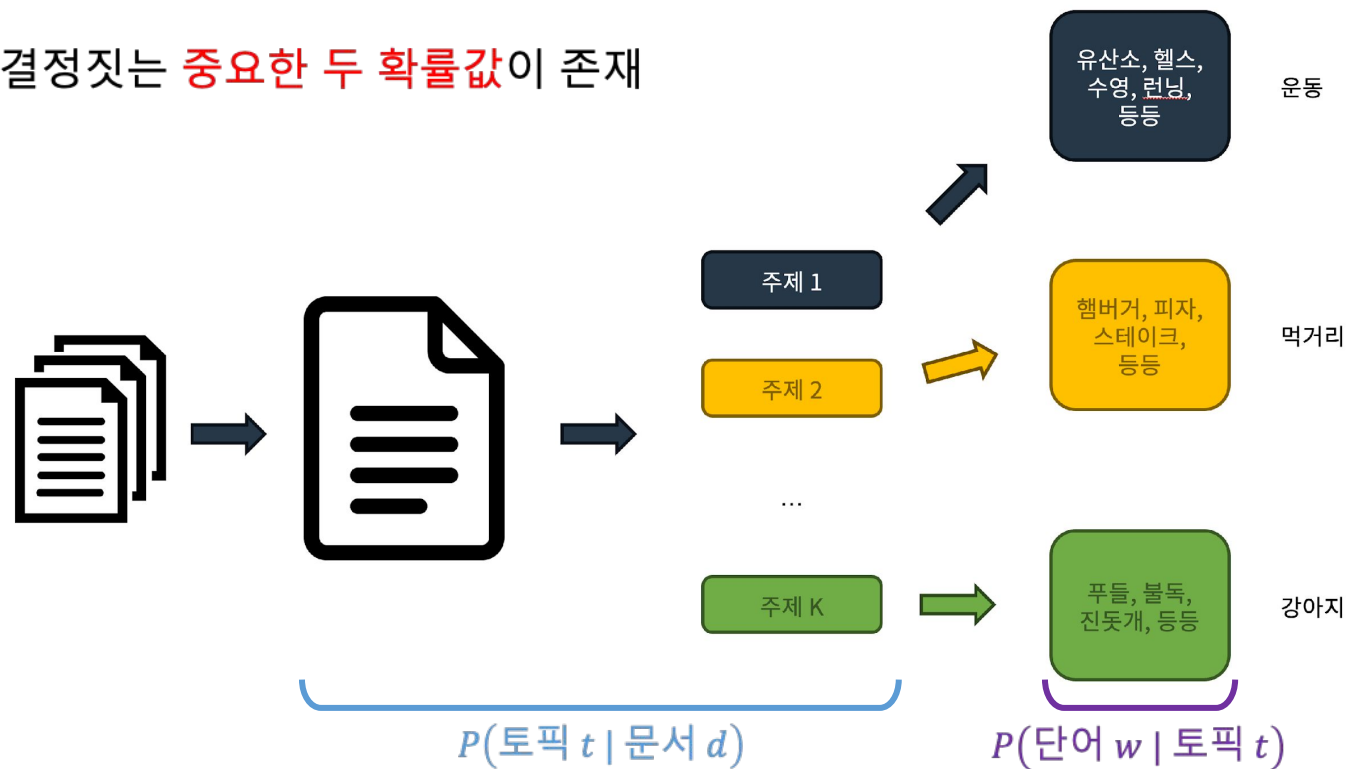 결정짓는 중요한 두 확률값이 존재
유산소, 헬스,
수영, 런닝,
등등
운동
주제 1
햄버거, 피자,
스테이크,
등등
먹거리
주제 2
...
주제 K
푸들, 불독,
진돗개, 등등
강아지
P(토픽 t | 문서 d)
P(단어 w | 토픽 t)